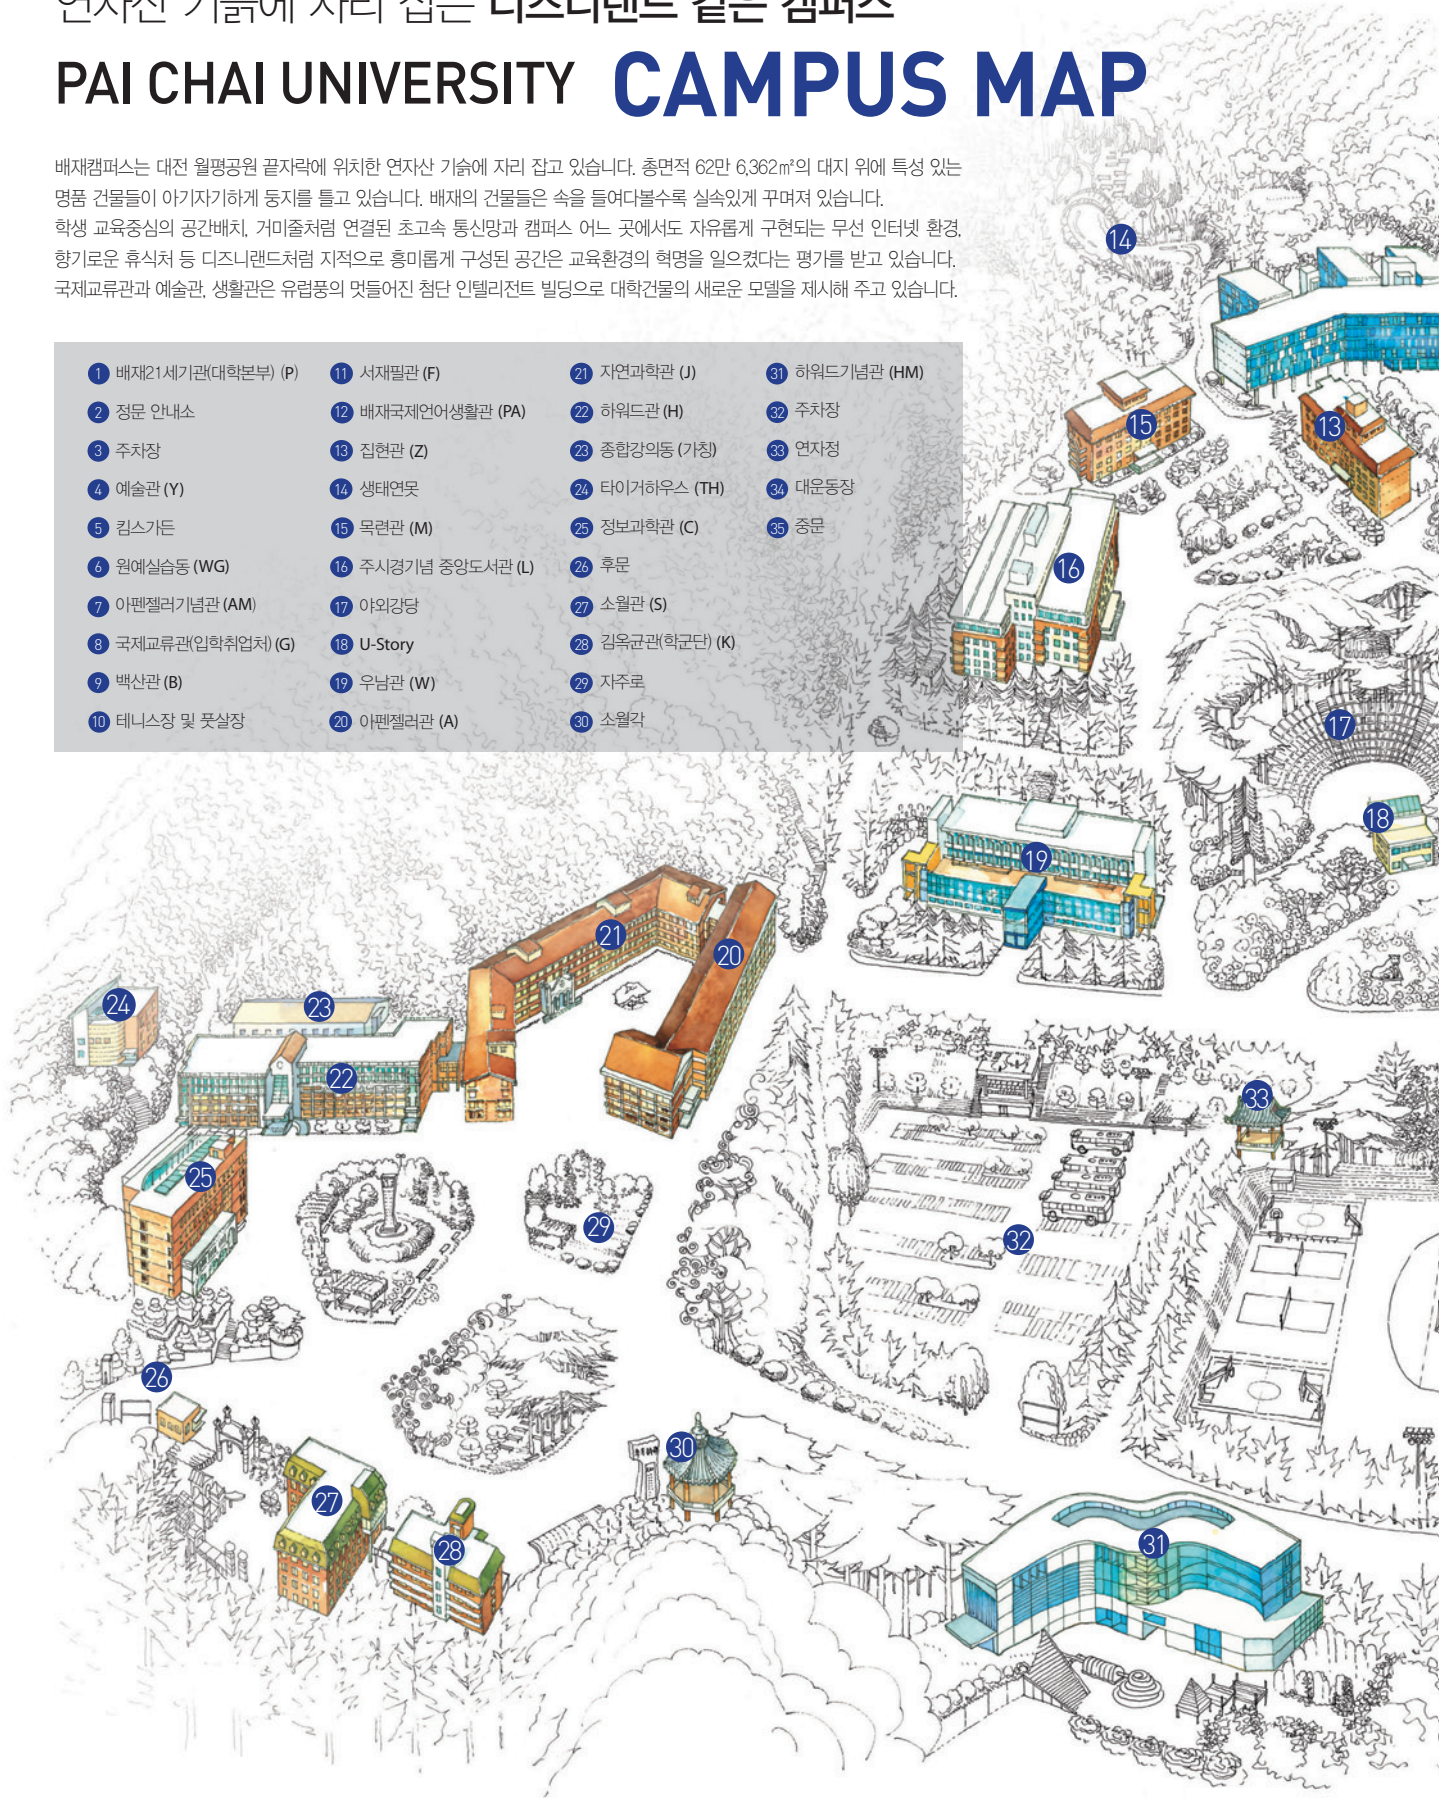 연자산 기슭에 자리 잡은 디즈니랜드 같은 캠퍼스
PAI CHAI UNIVERSITY CAMPUS MAP
배재캠퍼스는 대전 월평공원 끝자락에 위치한 연자산 기슭에 자리 잡고 있습니다. 총면적 62만 6,362㎡의 대지 위에 특성 있는
명품 건물들이 아기자기하게 둥지를 틀고 있습니다. 배재의 건물들은 속을 들여다볼수록 실속있게 꾸며져 있습니다.
학생 교육중심의 공간배치, 거미줄처럼 연결된 초고속 통신망과 캠퍼스 어느 곳에서도 자유롭게 구현되는 무선 인터넷 환경,
향기로운 휴식처 등 디즈니랜드처럼 지적으로 흥미롭게 구성된 공간은 교육환경의 혁명을 일으켰다는 평가를 받고 있습니다.
국제교류관과 예술관, 생활관은 유럽풍의 멋들어진 첨단 인텔리전트 빌딩으로 대학건물의 새로운 모델을 제시해 주고 있습니다.
1 배재21세기관(대학본부) (P)
2 정문 안내소
3 주차장
4 예술관 (Y)
5 킴스가든
6 원예실습동 (WG)
7 아펜젤러기념관 (AM)
8 국제교류관(입학취업처) (G)
9 백산관 (B)
10 테니스장 및 풋살장
11 서재필관 (F)
12 배재국제언어생활관 (PA)
13 집현관 (Z)
14 생태연못
15 목련관 (M)
16 주시경기념 중앙도서관 (L)
17 야외강당
18 U-Story
19 우남관 (W)
20 아펜젤러관 (A)
21 자연과학관 (J)
22 하워드관 (H)
23 종합강의동 (가칭)
24 타이거하우스 (TH)
25 정보과학관 (C)
26 후문
27 소월관 (S)
28 김옥균관(학군단) (K)
29 자주로
30 소월각
31 하워드기념관 (HM)
32 주차장
33 연자정
34 대운동장
35 중문
14
15
13
16
17
18
19
21
20
24
23
22
33
25
29
32
26
30
27
28
31